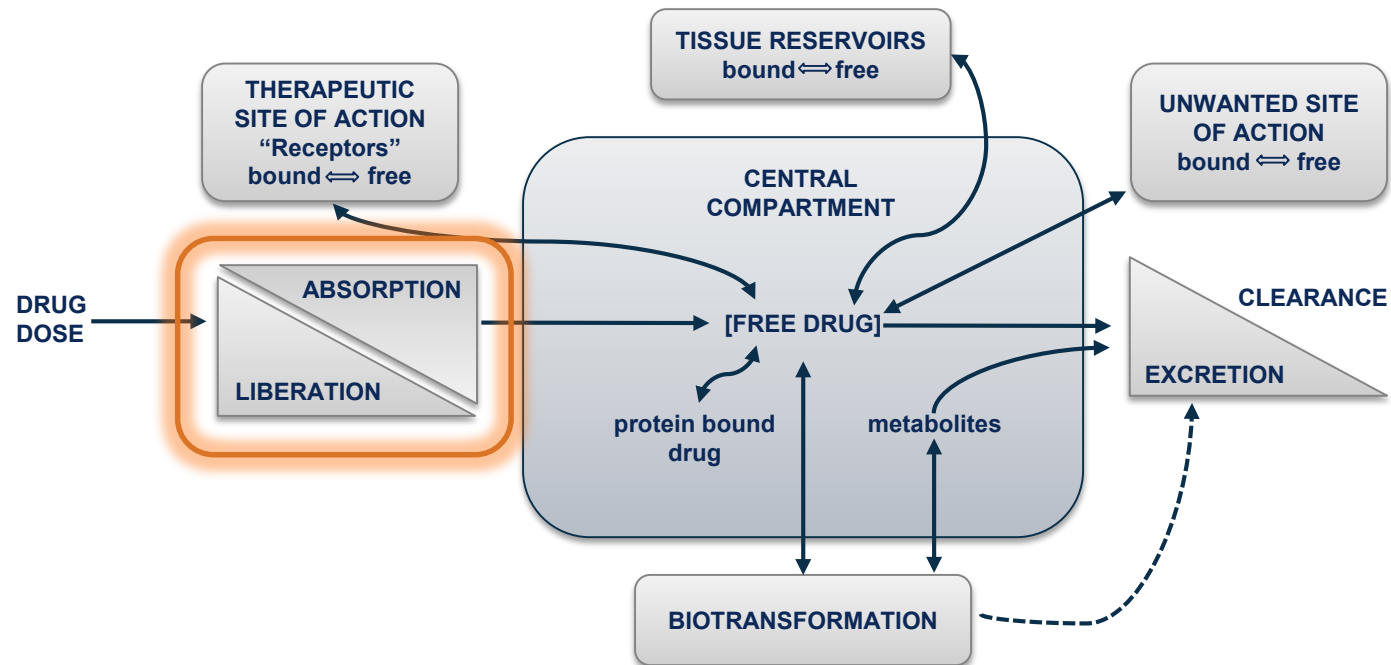 TISSUE RESERVOIRS
bound ⟺ free
THERAPEUTIC
SITE OF ACTION
“Receptors”
bound ⟺ free
UNWANTED SITE
OF ACTION
bound ⟺ free
CENTRAL
COMPARTMENT
DRUG
DOSE
ABSORPTION
LIBERATION
[FREE DRUG]
CLEARANCE
EXCRETION
protein bound
drug
metabolites
BIOTRANSFORMATION